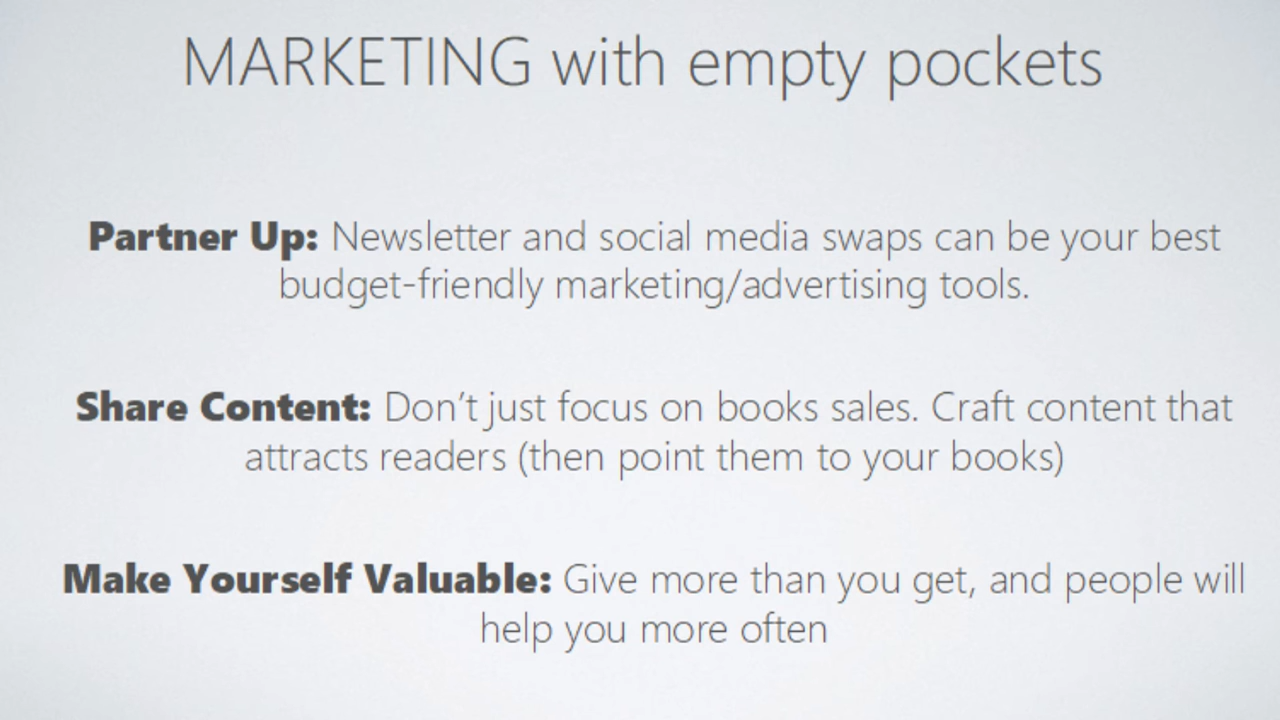 MARKETING with empty pockets
Partner Up: Newsletter and social media swaps can be your best
budget-friendly marketing/advertising tools.
Share Content: Don't just focus on books sales. Craft content that
attracts readers (then point them to your books)
Make Yourself Valuable: Give more than you get, and people will
help you more often